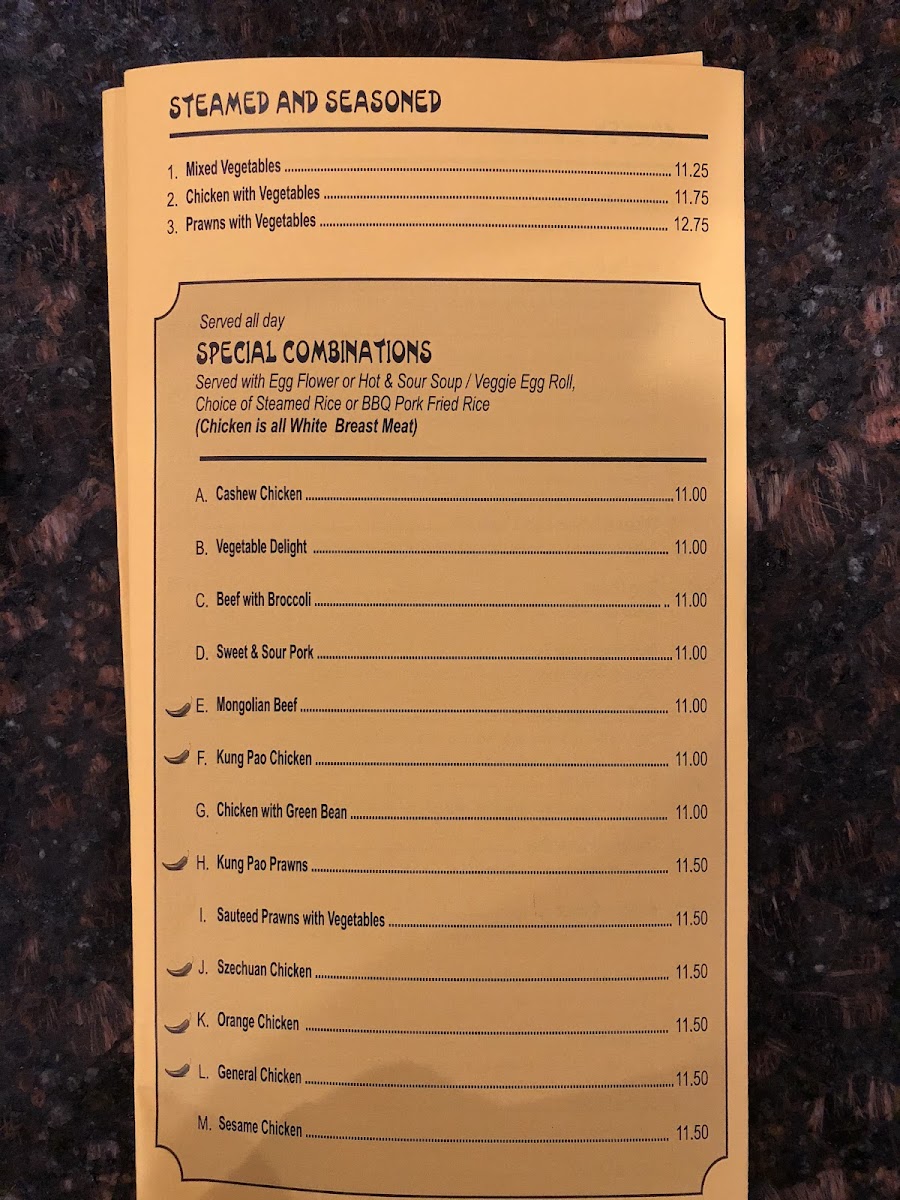 STEAMED AND SEASONED
1. Mixed Vegetables 11.25
2. Chicken with Vegetables 11.75
3. Prawns with Vegetables 12.75
Served all day
SPECIAL COMBINATIONS
Served with Egg Flower or Hot & Sour Soup / Veggie Egg Roll,
Choice of Steamed Rice or BBQ Pork Fried Rice
(Chicken is all White Breast Meat)
A. Cashew Chicken 11.00
B. Vegetable Delight 11.00
C. Beef with Broccoli 11.00
D. Sweet & Sour Pork 11.00
E. Mongolian Beef 11.00
F. Kung Pao Chicken 11.00
G. Chicken with Green Bean 11.00
H. Kung Pao Prawns 11.50
I. Sauteed Prawns with Vegetables 11.50
J. Szechuan Chicken 11.50
K. Orange Chicken 11.50
L. General Chicken 11.50
M. Sesame Chicken 11.50